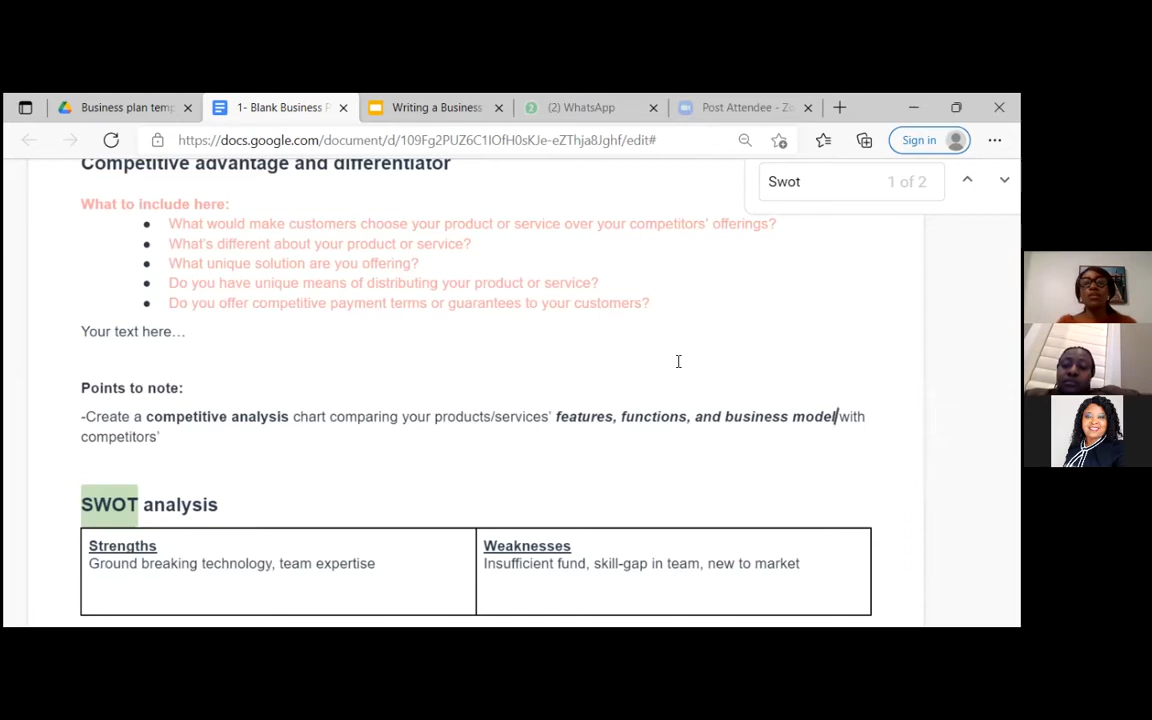 Business plan temp
1- Blank Business P
Writing a Business
(2) WhatsApp
Post Attendee - Zo
https://docs.google.com/document/d/109Fg2PUZ6C1lOfH0sKJe-eZThja8Jghf/edit#
Sign in
Competitive advantage and differentiator
Swot
1 of 2
What to include here:
• What would make customers choose your product or service over your competitors' offerings?
• What's different about your product or service?
• What unique solution are you offering?
• Do you have unique means of distributing your product or service?
• Do you offer competitive payment terms or guarantees to your customers?
Your text here…
Points to note:
-Create a competitive analysis chart comparing your products/services' features, functions, and business model with
competitors'
SWOT analysis
Strengths
Ground breaking technology, team expertise
Weaknesses
Insufficient fund, skill-gap in team, new to market